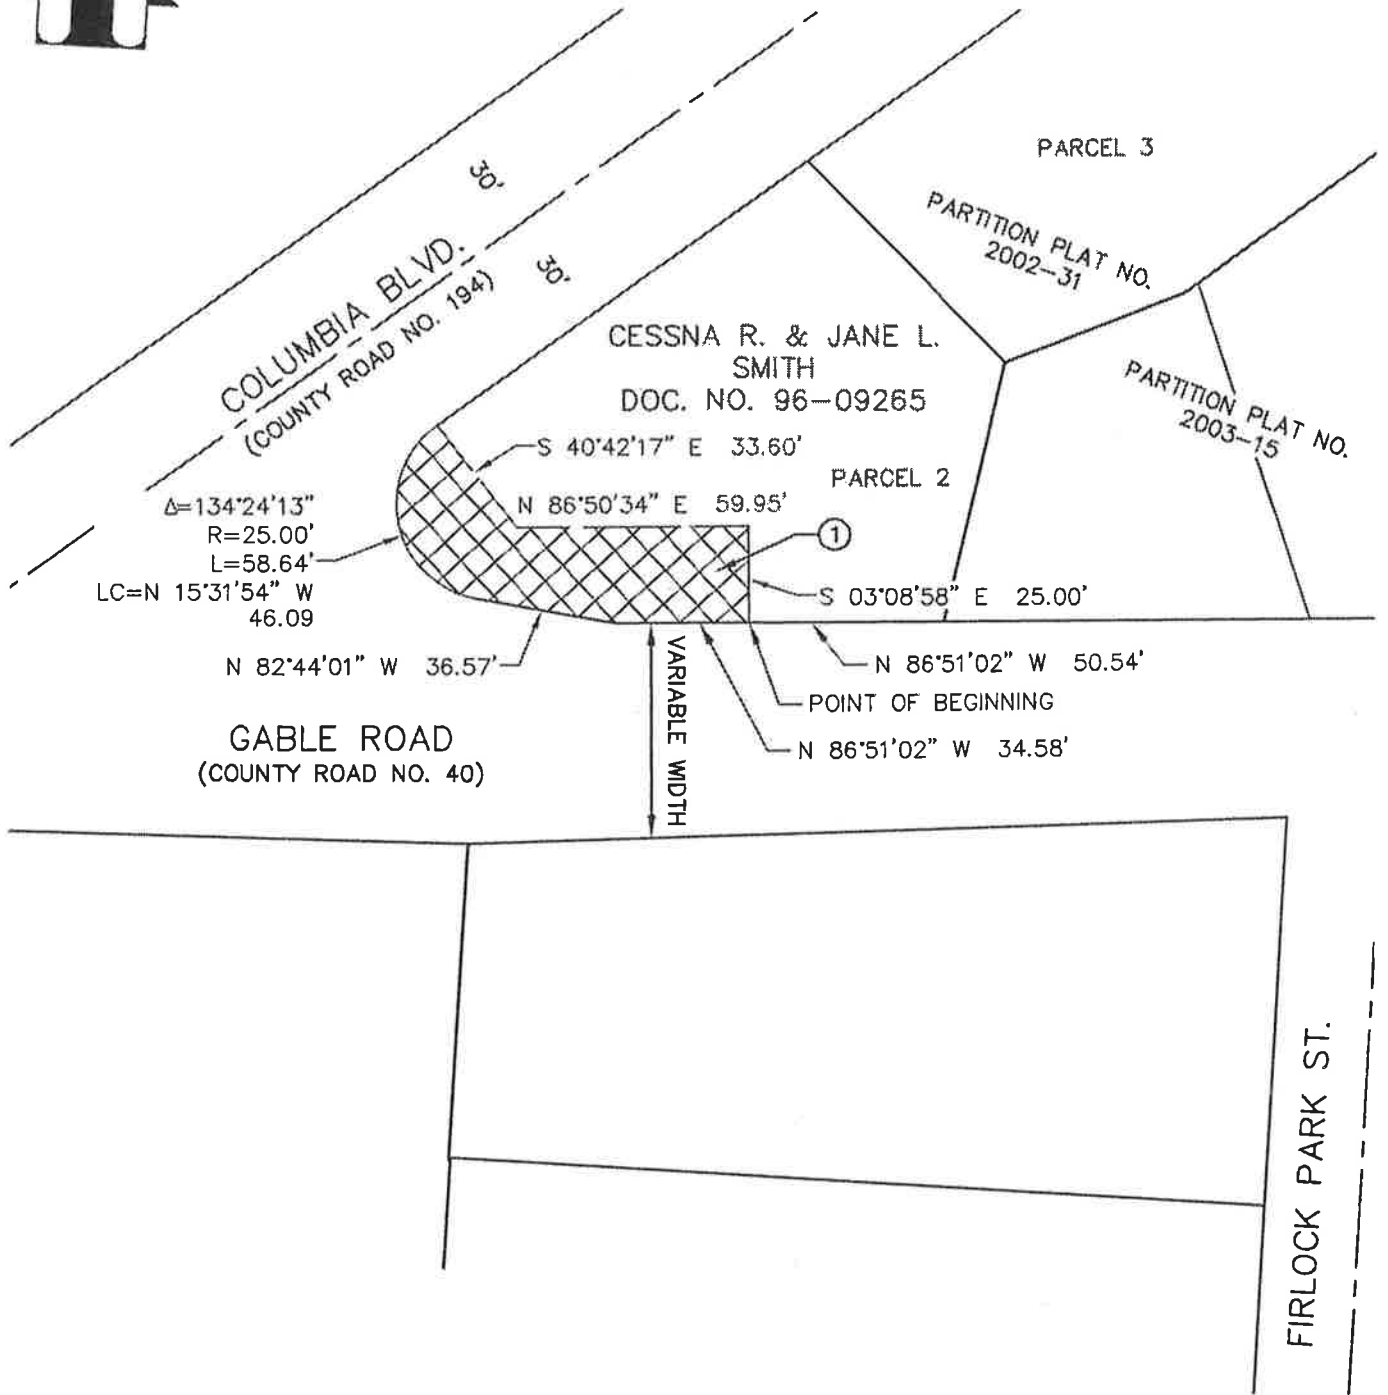 PARCEL 3
PARTITION PLAT NO.
2002-31
30'
30'
COLUMBIA BLVD.
(COUNTY ROAD NO. 194)
CESSNA R. & JANE L.
SMITH
DOC. NO. 96-09265
PARTITION PLAT NO.
2003-15
S 40°42'17" E 33.60'
PARCEL 2
Δ=134°24'13"
R=25.00'
L=58.64'
LC=N 15°31'54" W
46.09
N 86°50'34" E 59.95'
1
S 03°08'58" E 25.00'
N 82°44'01" W 36.57'
N 86°51'02" W 50.54'
POINT OF BEGINNING
N 86°51'02" W 34.58'
VARIABLE WIDTH
GABLE ROAD
(COUNTY ROAD NO. 40)
FIRLOCK PARK ST.